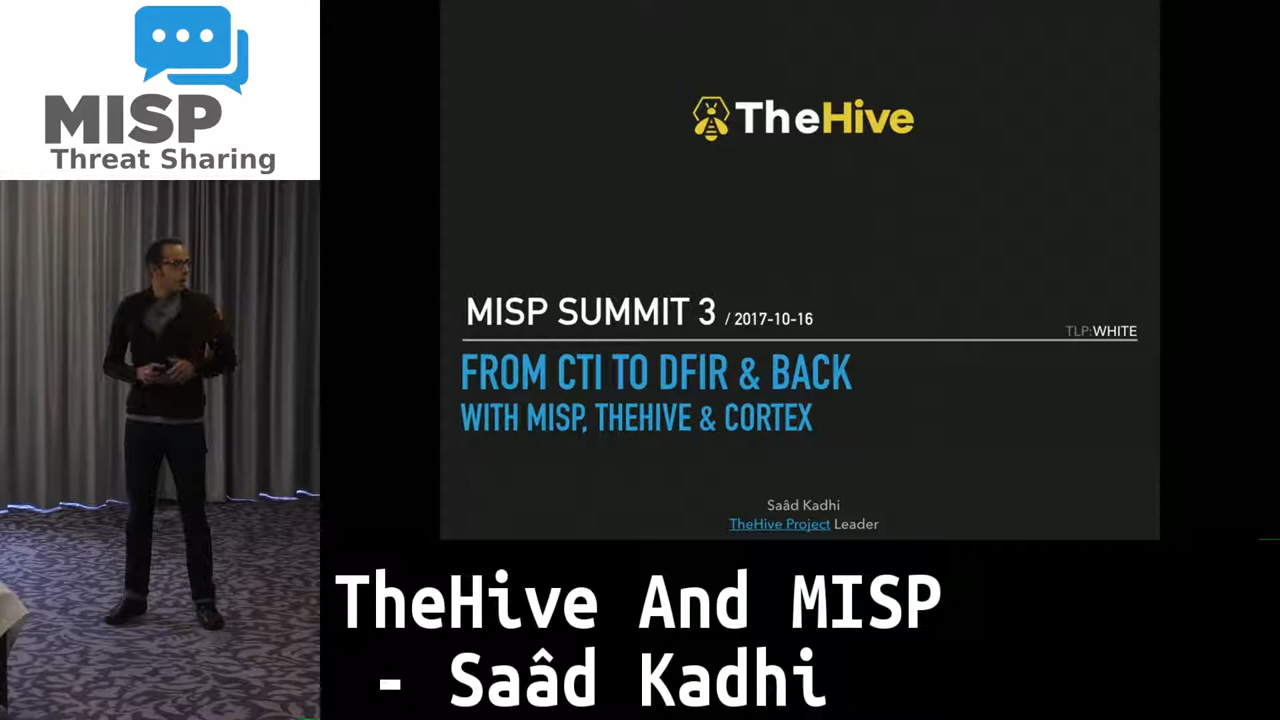 MISP
Threat Sharing
TheHive
MISP SUMMIT 3 / 2017-10-16
TLP:WHITE
FROM CTI TO DFIR & BACK
WITH MISP, THEHIVE & CORTEX
Saâd Kadhi
TheHive Project Leader
TheHive And MISP
- Saâd Kadhi